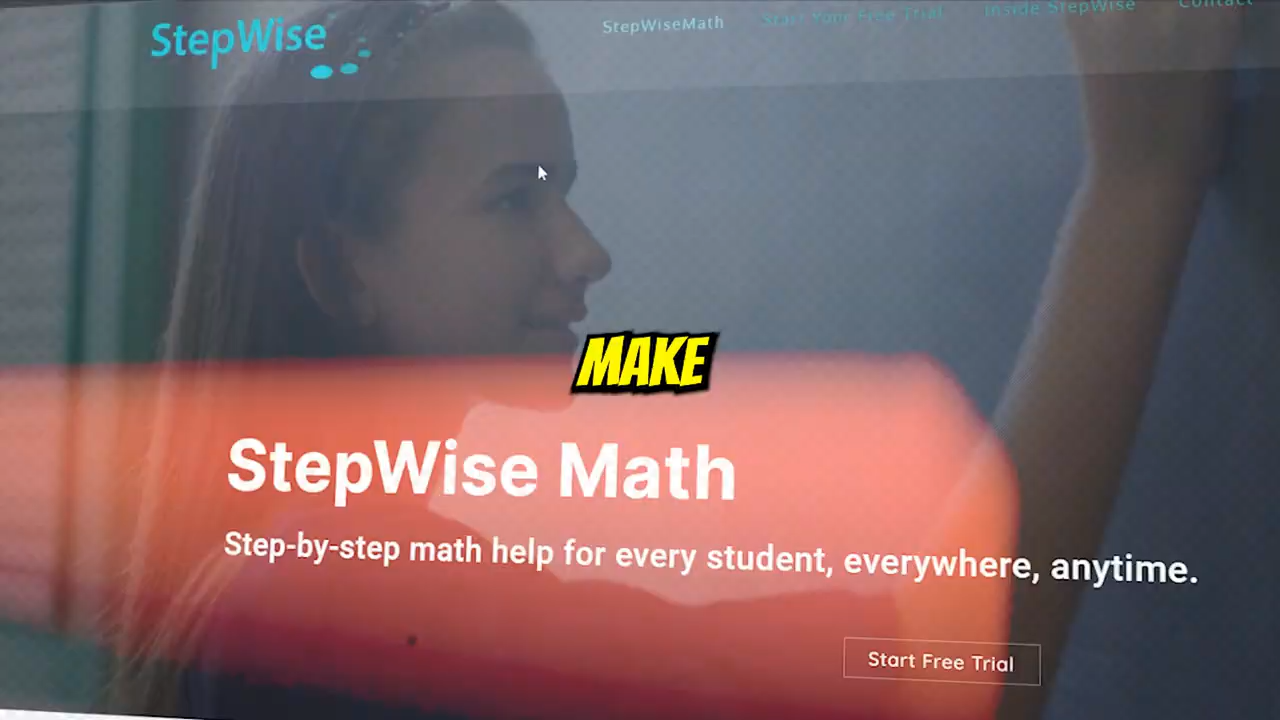 StepWise
StepWiseMath Start Your Free Trial Inside StepWise Contact
MAKE
StepWise Math
Step-by-step math help for every student, everywhere, anytime.
Start Free Trial